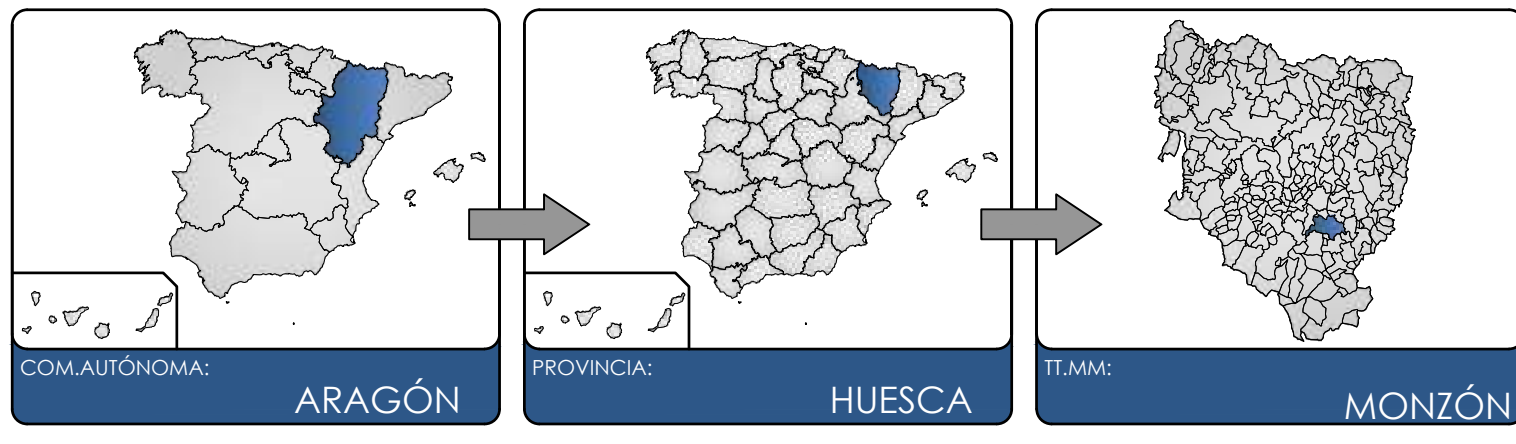 COM.AUTÓNOMA:
ARAGÓN
PROVINCIA:
HUESCA
TT.MM:
MONZÓN